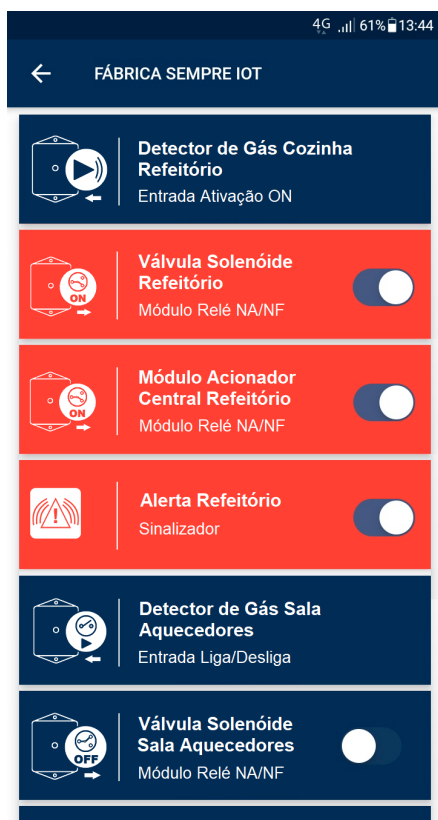 4G 61% 13:44
FÁBRICA SEMPRE IOT
Detector de Gás Cozinha
Refeitório
Entrada Ativação ON
Válvula Solenóide
Refeitório
ON
Módulo Relé NA/NF
Módulo Acionador
Central Refeitório
ON
Módulo Relé NA/NF
Alerta Refeitório
Sinalizador
Detector de Gás Sala
Aquecedores
Entrada Liga/Desliga
Válvula Solenóide
Sala Aquecedores
OFF
Módulo Relé NA/NF